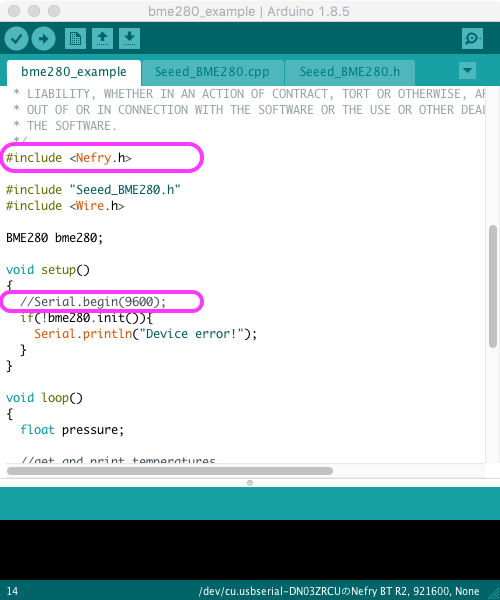 bme280_example | Arduino 1.8.5
bme280_example
Seeed_BME280.cpp
Seeed_BME280.h
* LIABILITY, WHETHER IN AN ACTION OF CONTRACT, TORT OR OTHERWISE, AR
* OUT OF OR IN CONNECTION WITH THE SOFTWARE OR THE USE OR OTHER DEAL
* THE SOFTWARE.
*/
#include <Nefry.h>
#include "Seeed_BME280.h"
#include <Wire.h>
BME280 bme280;
void setup()
{
//Serial.begin(9600);
if(!bme280.init()){
Serial.println("Device error!");
}
}
void loop()
{
float pressure;
//get and print temperatures
14
/dev/cu.usbserial-DN03ZRCUのNefry BT R2, 921600, None